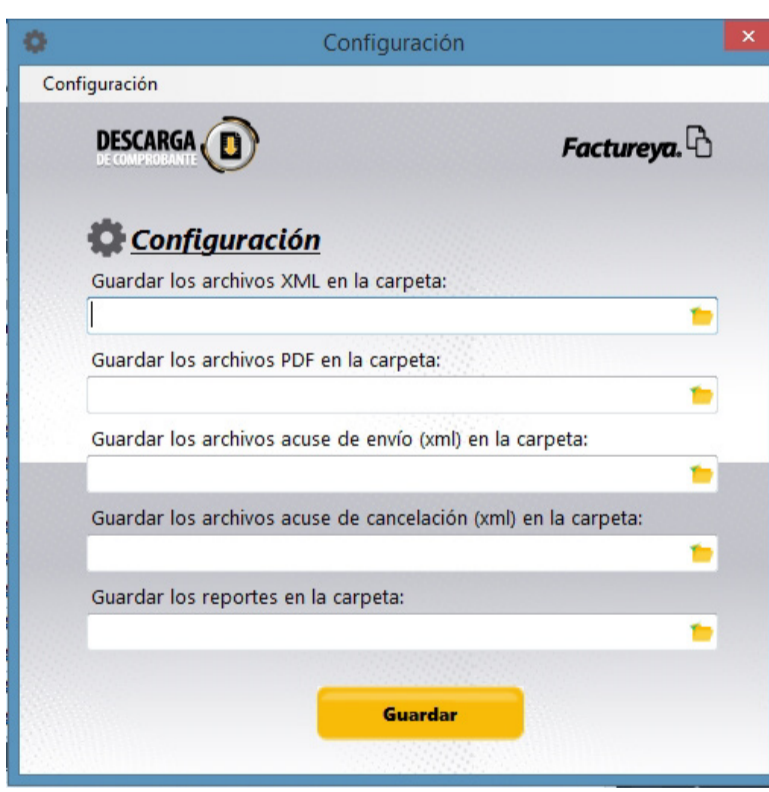 Configuración
Configuración
DESCARGA
DE COMPROBANTE
Factureya.
Configuración
Guardar los archivos XML en la carpeta:
Guardar los archivos PDF en la carpeta:
Guardar los archivos acuse de envío (xml) en la carpeta:
Guardar los archivos acuse de cancelación (xml) en la carpeta:
Guardar los reportes en la carpeta:
Guardar